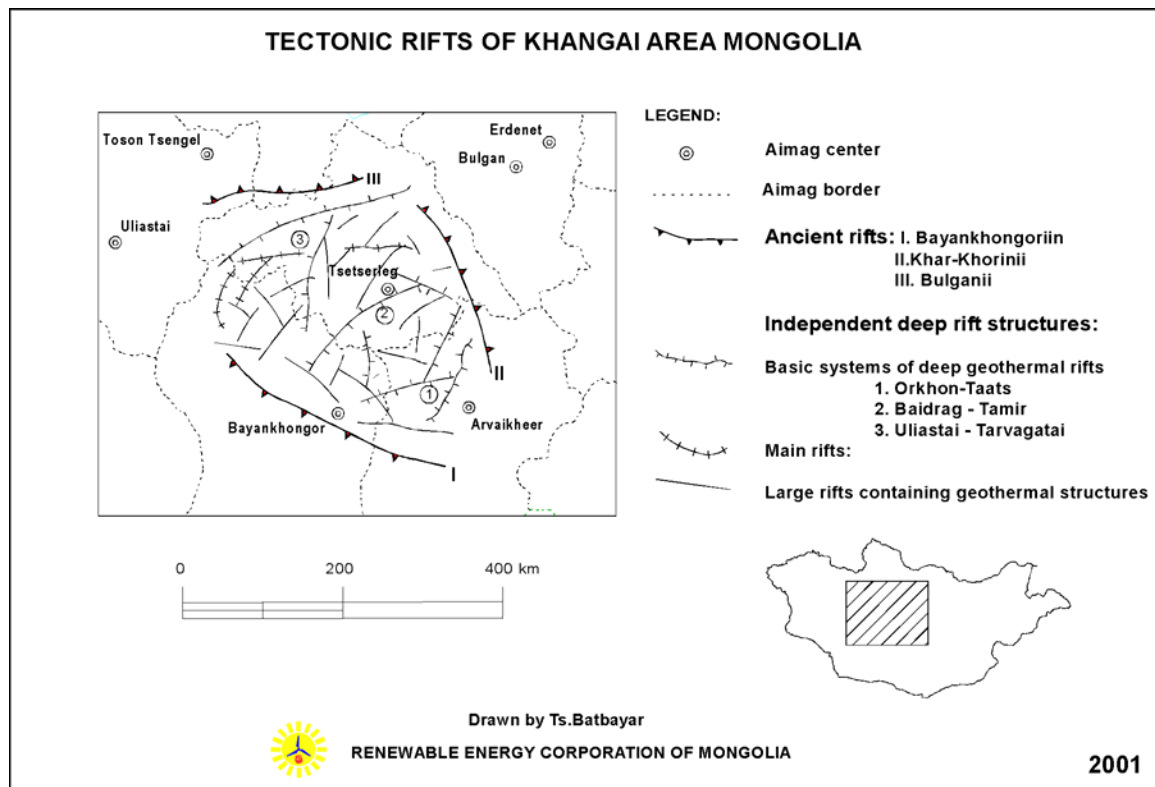 TECTONIC RIFTS OF KHANGAI AREA MONGOLIA
Toson Tsengel
Erdenet
Bulgan
III
Uliastai
3
Tsetserleg
2
II
1
Bayankhongor
Arvaikheer
I
LEGEND:
Aimag center
Aimag border
Ancient rifts: I. Bayankhongoriin
II.Khar-Khorinii
III. Bulganii
Independent deep rift structures:
Basic systems of deep geothermal rifts
1. Orkhon-Taats
2. Baidrag - Tamir
3. Uliastai - Tarvagatai
Main rifts:
Large rifts containing geothermal structures
0 200 400 km
Drawn by Ts.Batbayar
RENEWABLE ENERGY CORPORATION OF MONGOLIA
2001